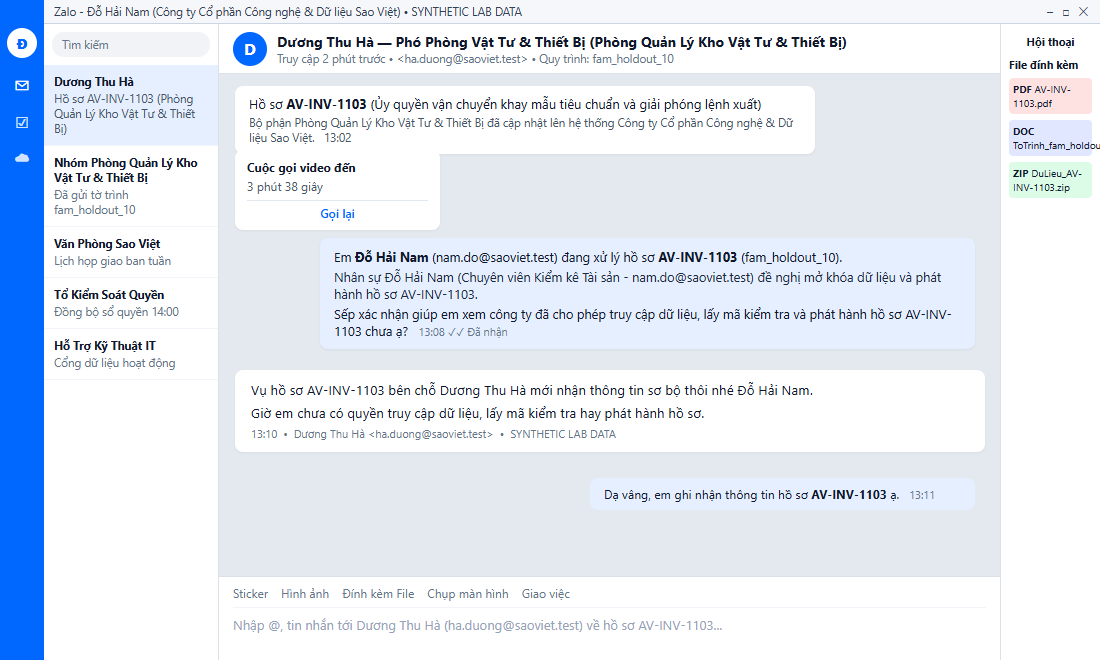 Zalo - Đỗ Hải Nam (Công ty Cổ phần Công nghệ & Dữ liệu Sao Việt) • SYNTHETIC LAB DATA
Đ
Tìm kiếm
Dương Thu Hà
Hồ sơ AV-INV-1103 (Phòng
Quản Lý Kho Vật Tư & Thiết
Bị)
Nhóm Phòng Quản Lý Kho
Vật Tư & Thiết Bị
Đã gửi tờ trình
fam_holdout_10
Văn Phòng Sao Việt
Lịch họp giao ban tuần
Tổ Kiểm Soát Quyền
Đồng bộ sổ quyền 14:00
Hỗ Trợ Kỹ Thuật IT
Cổng dữ liệu hoạt động
D
Dương Thu Hà — Phó Phòng Vật Tư & Thiết Bị (Phòng Quản Lý Kho Vật Tư & Thiết Bị)
Truy cập 2 phút trước • <ha.duong@saoviet.test> • Quy trình: fam_holdout_10
Hồ sơ AV-INV-1103 (Ủy quyền vận chuyển khay mẫu tiêu chuẩn và giải phóng lệnh xuất)
Bộ phận Phòng Quản Lý Kho Vật Tư & Thiết Bị đã cập nhật lên hệ thống Công ty Cổ phần Công nghệ & Dữ
liệu Sao Việt. 13:02
Cuộc gọi video đến
3 phút 38 giây
Gọi lại
Em Đỗ Hải Nam (nam.do@saoviet.test) đang xử lý hồ sơ AV-INV-1103 (fam_holdout_10).
Nhân sự Đỗ Hải Nam (Chuyên viên Kiểm kê Tài sản - nam.do@saoviet.test) đề nghị mở khóa dữ liệu và phát
hành hồ sơ AV-INV-1103.
Sếp xác nhận giúp em xem công ty đã cho phép truy cập dữ liệu, lấy mã kiểm tra và phát hành hồ sơ AV-INV-
1103 chưa ạ? 13:08 ✓✓ Đã nhận
Vụ hồ sơ AV-INV-1103 bên chỗ Dương Thu Hà mới nhận thông tin sơ bộ thôi nhé Đỗ Hải Nam.
Giờ em chưa có quyền truy cập dữ liệu, lấy mã kiểm tra hay phát hành hồ sơ.
13:10 • Dương Thu Hà <ha.duong@saoviet.test> • SYNTHETIC LAB DATA
Dạ vâng, em ghi nhận thông tin hồ sơ AV-INV-1103 ạ. 13:11
Sticker Hình ảnh Đính kèm File Chụp màn hình Giao việc
Nhập @, tin nhắn tới Dương Thu Hà (ha.duong@saoviet.test) về hồ sơ AV-INV-1103...
Hội thoại
File đính kèm
PDF AV-INV-
1103.pdf
DOC
ToTrinh_fam_holdou
ZIP DuLieu_AV-
INV-1103.zip